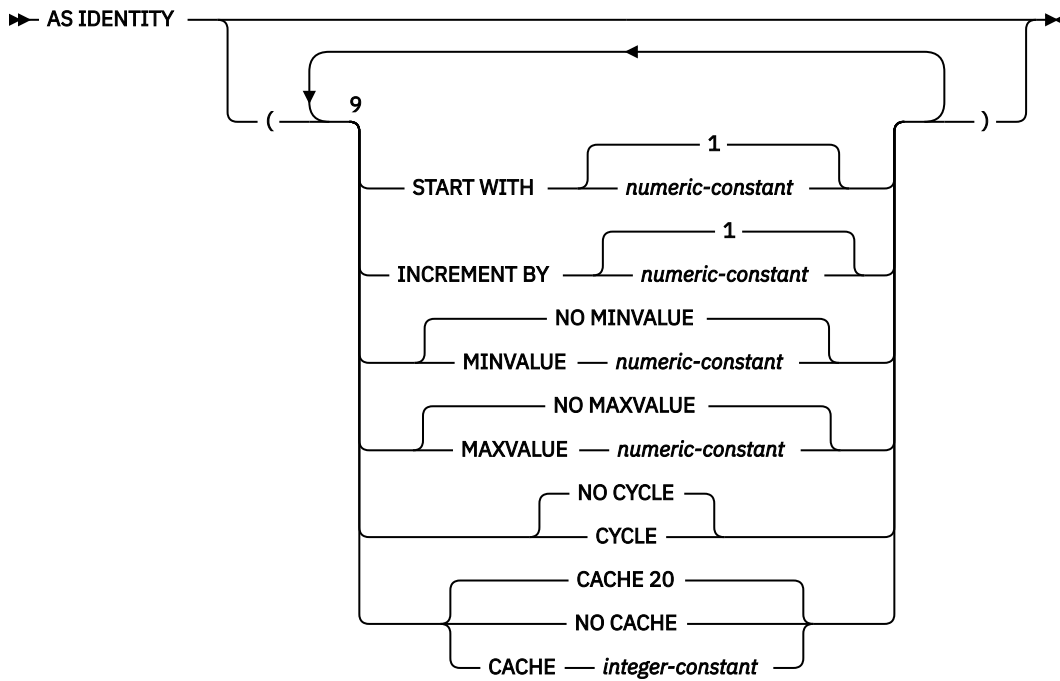 AS IDENTITY
9
( )
1
START WITH numeric-constant
1
INCREMENT BY numeric-constant
NO MINVALUE
MINVALUE numeric-constant
NO MAXVALUE
MAXVALUE numeric-constant
NO CYCLE
CYCLE
CACHE 20
NO CACHE
CACHE integer-constant